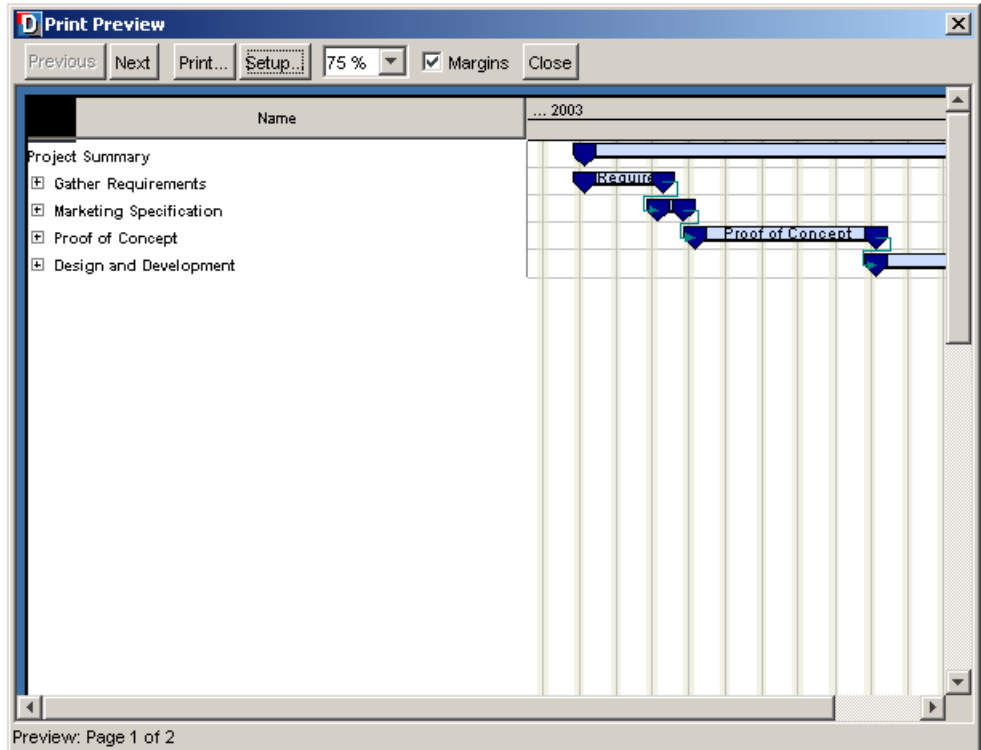 D Print Preview
Previous Next Print... Setup... 75 % Margins Close
Name ... 2003
Project Summary
Gather Requirements Require
Marketing Specification
Proof of Concept Proof of Concept
Design and Development
Preview: Page 1 of 2